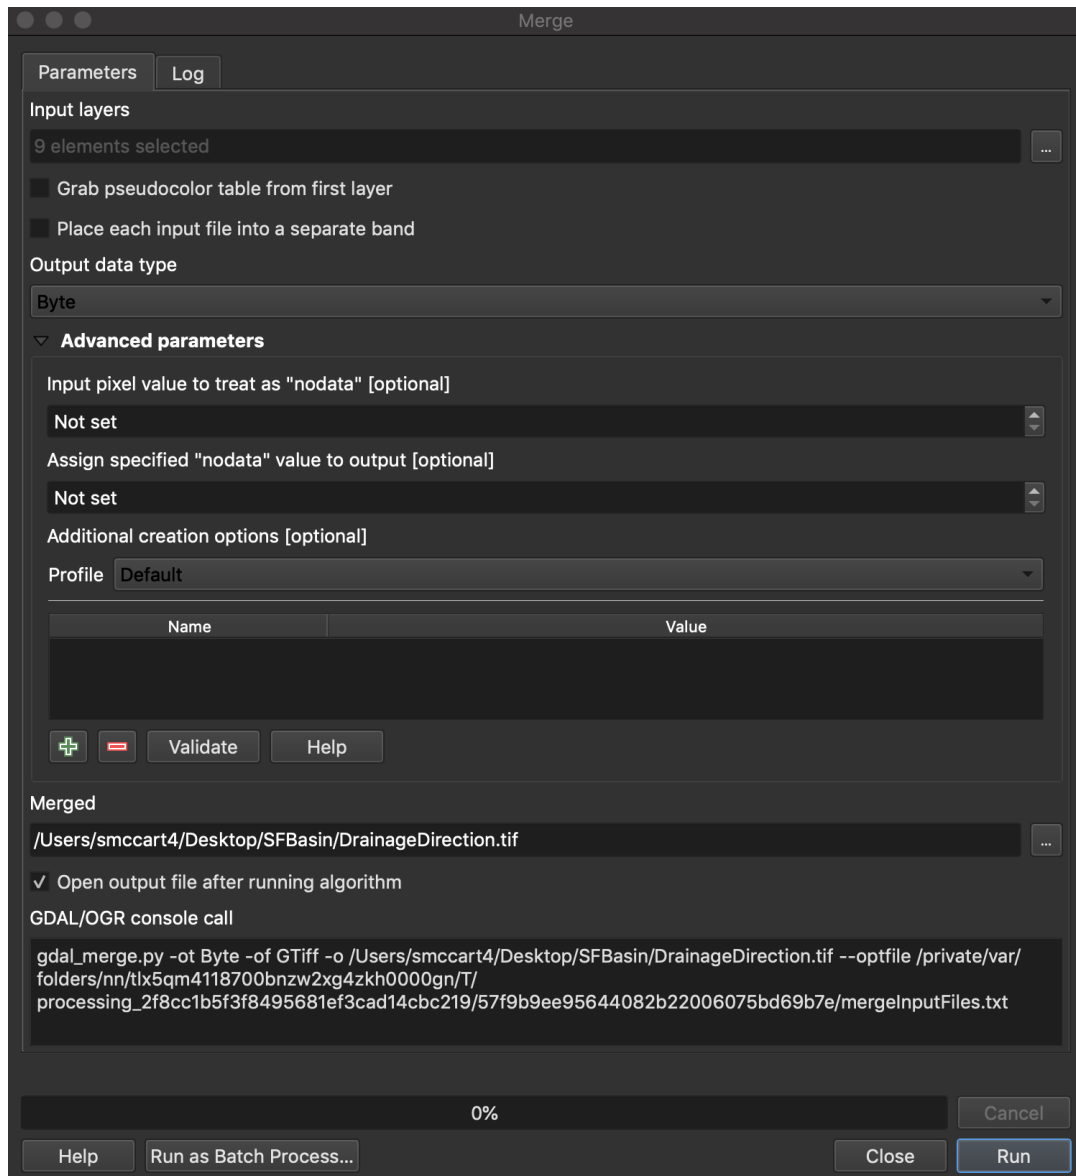 Merge
Parameters
Log
Input layers
9 elements selected
...
Grab pseudocolor table from first layer
Place each input file into a separate band
Output data type
Byte
Advanced parameters
Input pixel value to treat as "nodata" [optional]
Not set
Assign specified "nodata" value to output [optional]
Not set
Additional creation options [optional]
Profile Default
Name Value
Validate Help
Merged
/Users/smccart4/Desktop/SFBasin/DrainageDirection.tif
...
Open output file after running algorithm
GDAL/OGR console call
gdal_merge.py -ot Byte -of GTiff -o /Users/smccart4/Desktop/SFBasin/DrainageDirection.tif --optfile /private/var/
folders/nn/tlx5qm4118700bnzw2xg4zkh0000gn/T/
processing_2f8cc1b5f3f8495681ef3cad14cbc219/57f9b9ee95644082b22006075bd69b7e/mergeInputFiles.txt
0%
Cancel
Help Run as Batch Process... Close Run